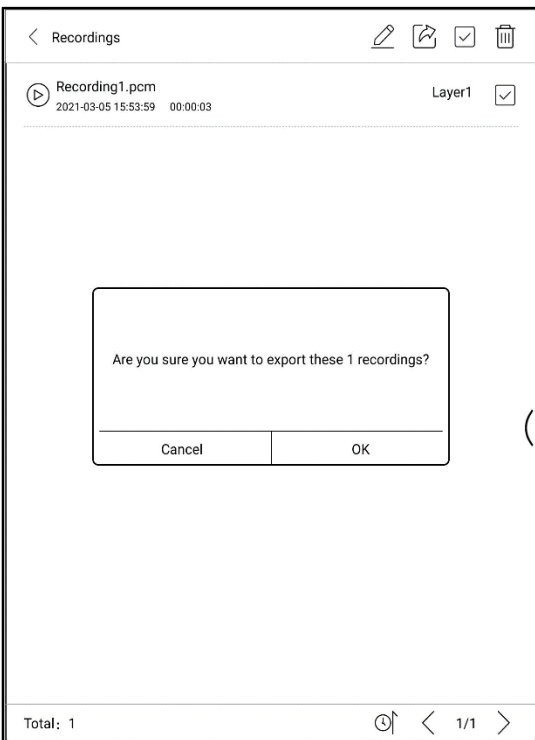 Recordings
Recording1.pcm
2021-03-05 15:53:59 00:00:03
Layer1
Are you sure you want to export these 1 recordings?
Cancel OK
Total: 1
1/1